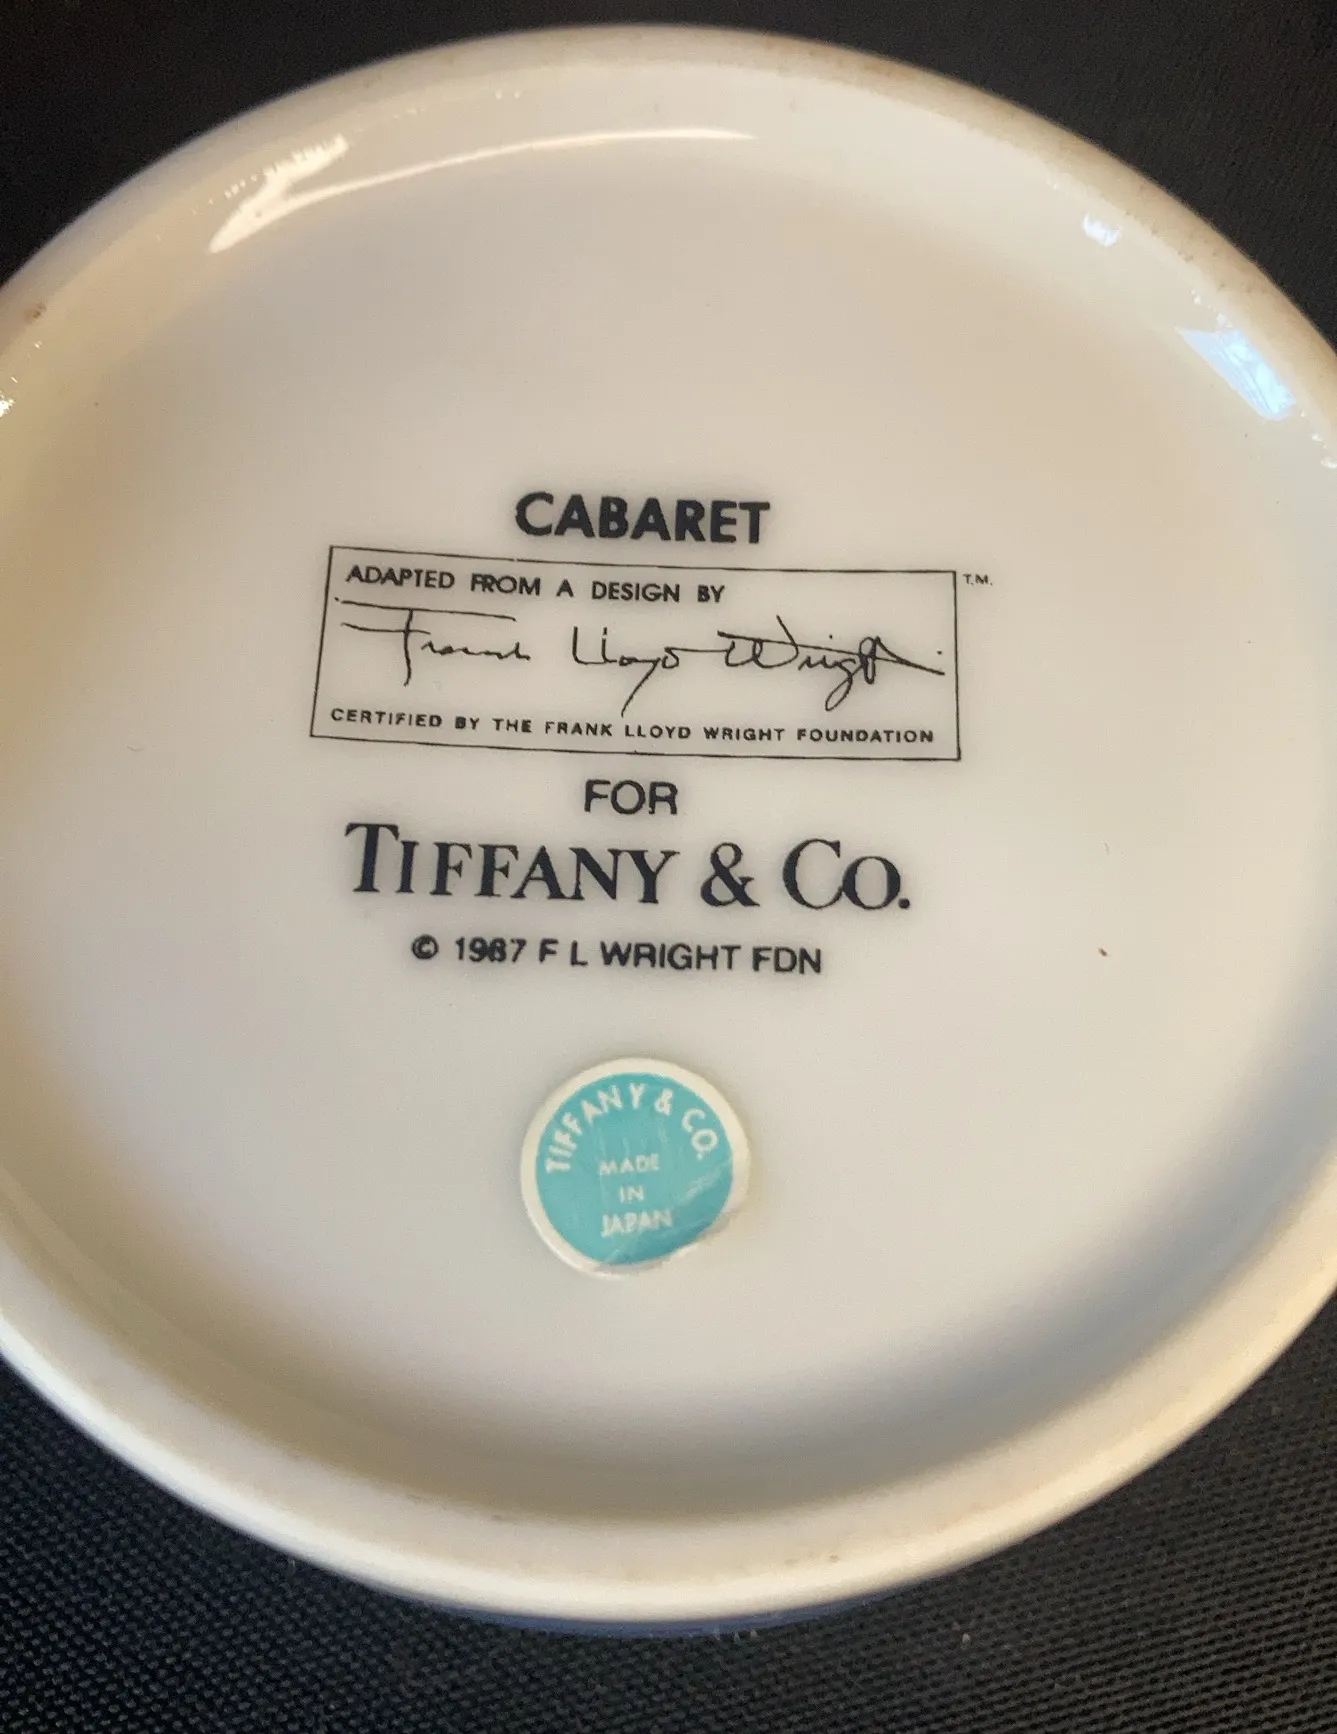 CABARET
ADAPTED FROM A DESIGN BY
T.M.
Frank Lloyd Wright
CERTIFIED BY THE FRANK LLOYD WRIGHT FOUNDATION
FOR
TIFFANY & CO.
© 1987 F L WRIGHT FDN
TIFFANY & CO.
MADE
IN
JAPAN